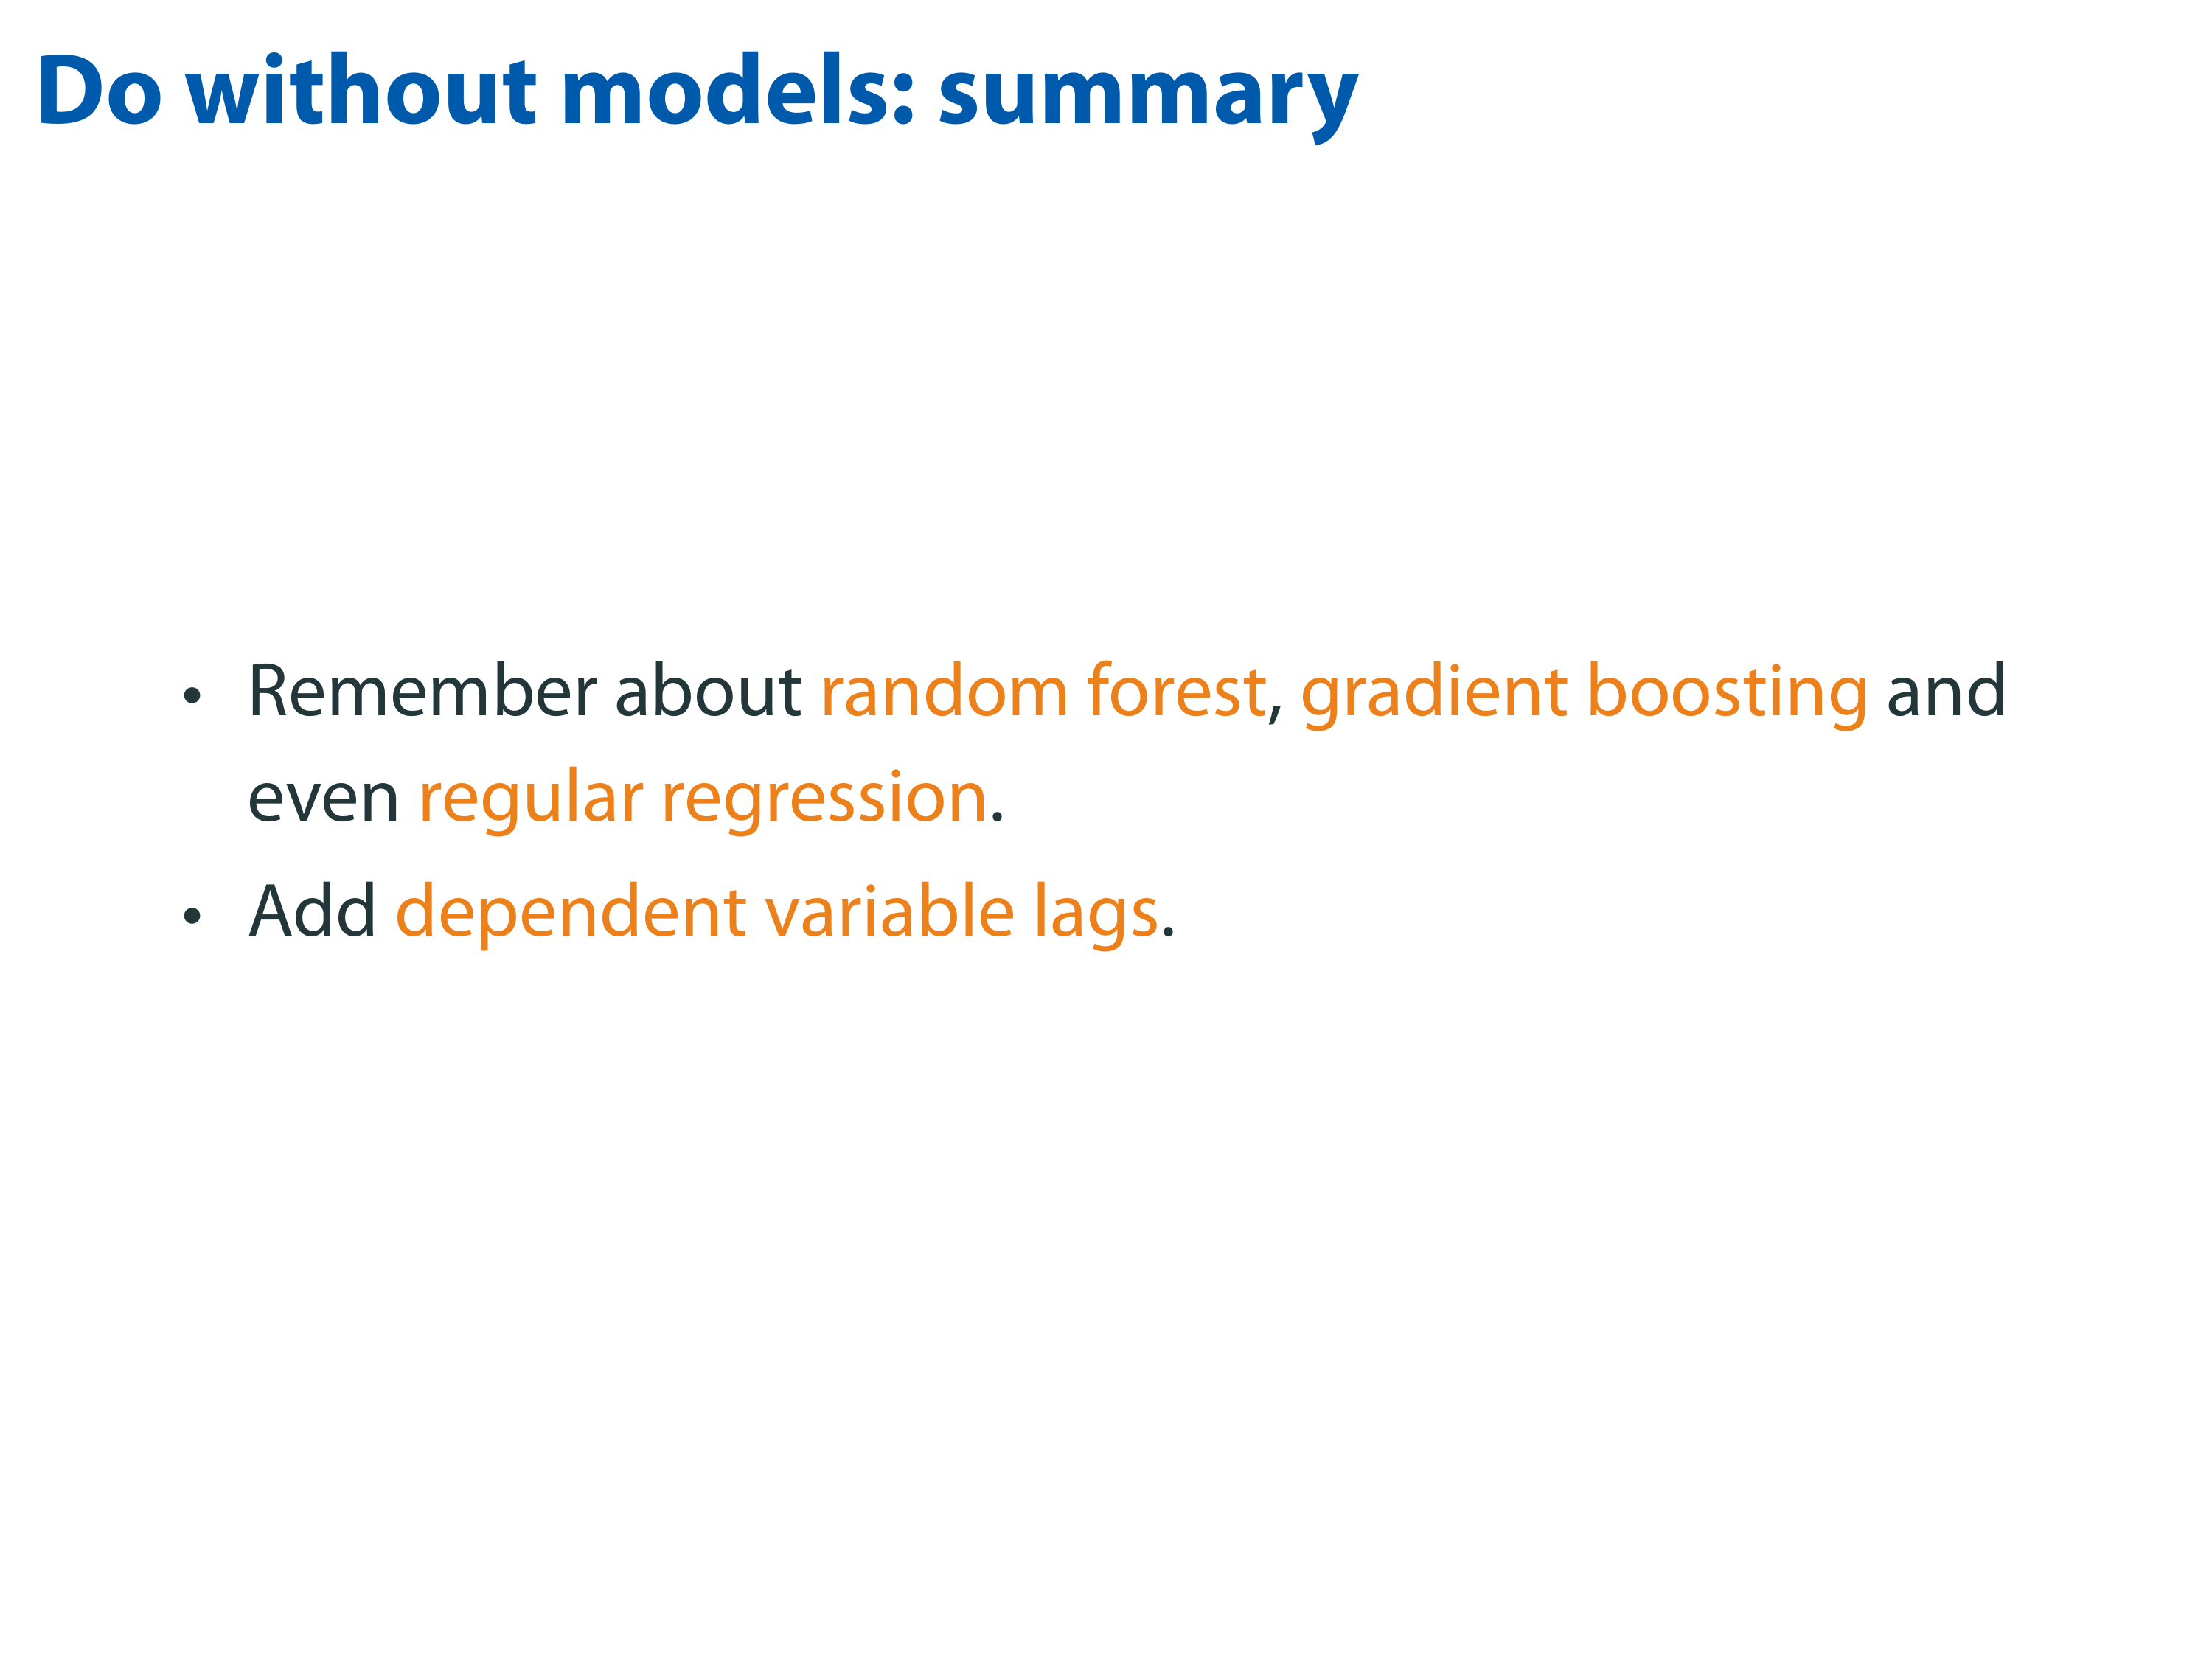 Do without models: summary
• Remember about random forest, gradient boosting and
even regular regression.
• Add dependent variable lags.